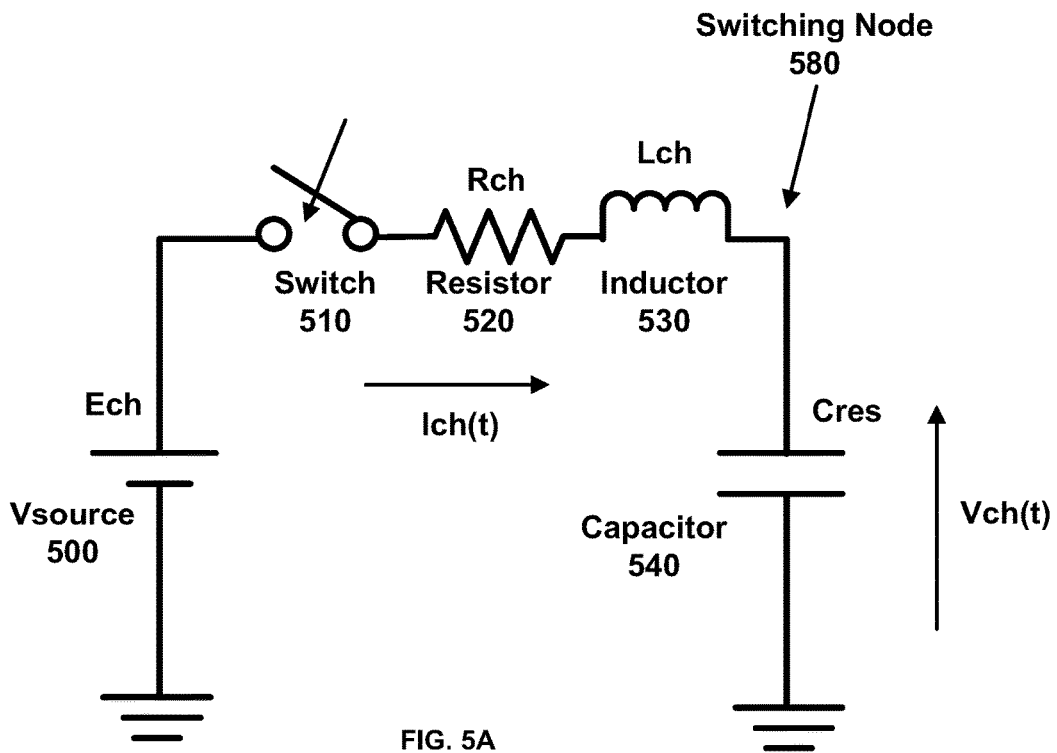 Switching Node
580
Lch
Rch
Switch
510
Resistor
520
Inductor
530
Ech
Ich(t)
Cres
Vsource
500
Capacitor
540
Vch(t)
FIG. 5A